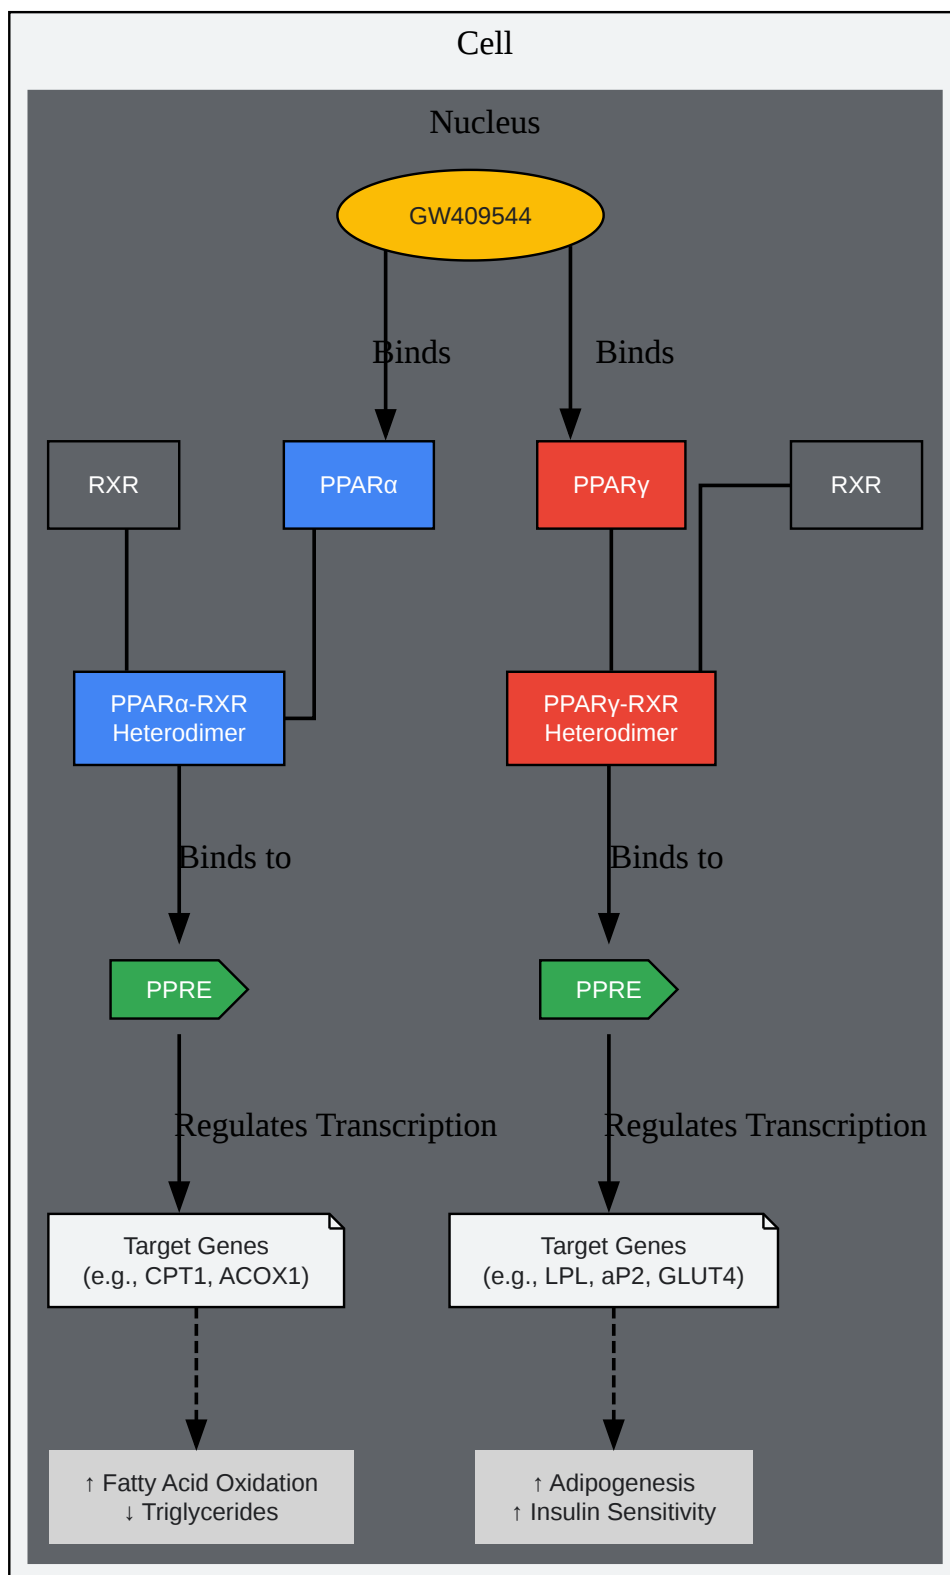 Cell
Nucleus
GW409544
Binds
Binds
RXR
PPARα
PPARγ
RXR
PPARα-RXR
Heterodimer
PPARγ-RXR
Heterodimer
Binds to
Binds to
PPRE
PPRE
Regulates Transcription
Regulates Transcription
Target Genes
(e.g., CPT1, ACOX1)
Target Genes
(e.g., LPL, aP2, GLUT4)
↑ Fatty Acid Oxidation
↓ Triglycerides
↑ Adipogenesis
↑ Insulin Sensitivity